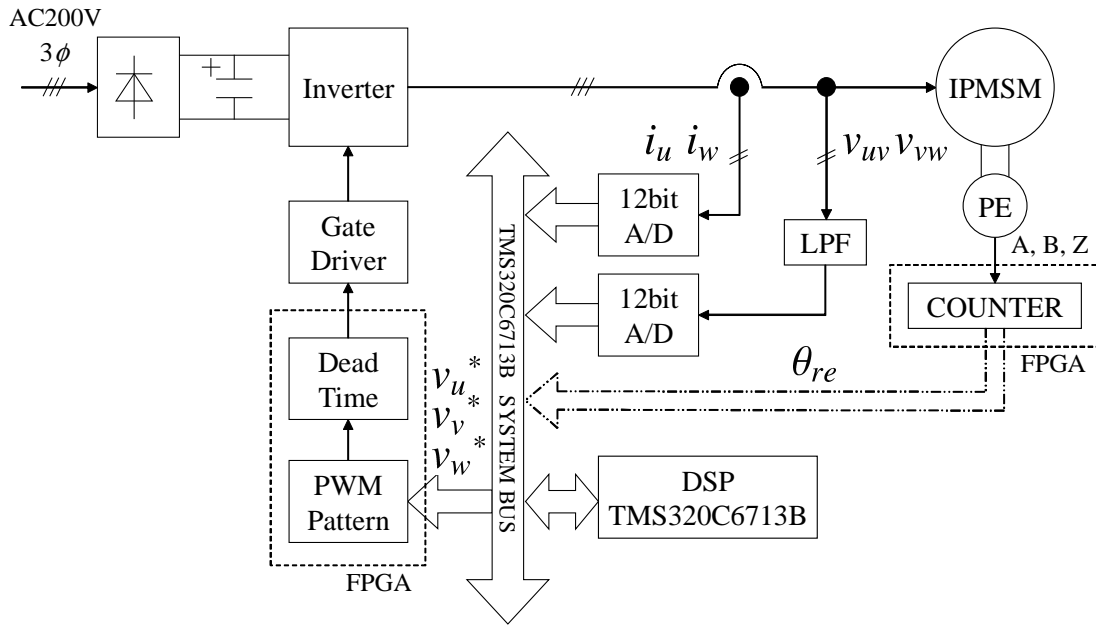 AC200V
3ϕ
+
Inverter
IPMSM
i_u i_w
v_uv v_vw
PE
12bit
A/D
LPF
A, B, Z
Gate
Driver
12bit
A/D
COUNTER
FPGA
TMS320C6713B SYSTEM BUS
θ_re
Dead
Time
v_u*
v_v*
v_w*
PWM
Pattern
DSP
TMS320C6713B
FPGA